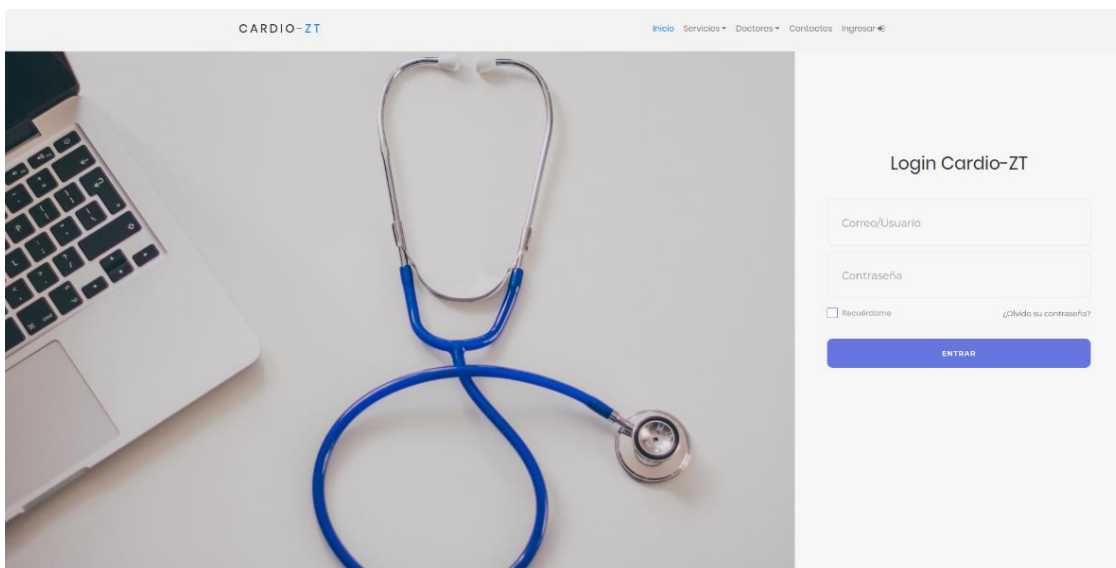 CARDIO-ZT
Inicio Servicios Doctores Contactos Ingresar
Login Cardio-ZT
Correo/Usuario
Contraseña
Recuérdame ¿Olvido su contraseña?
ENTRAR